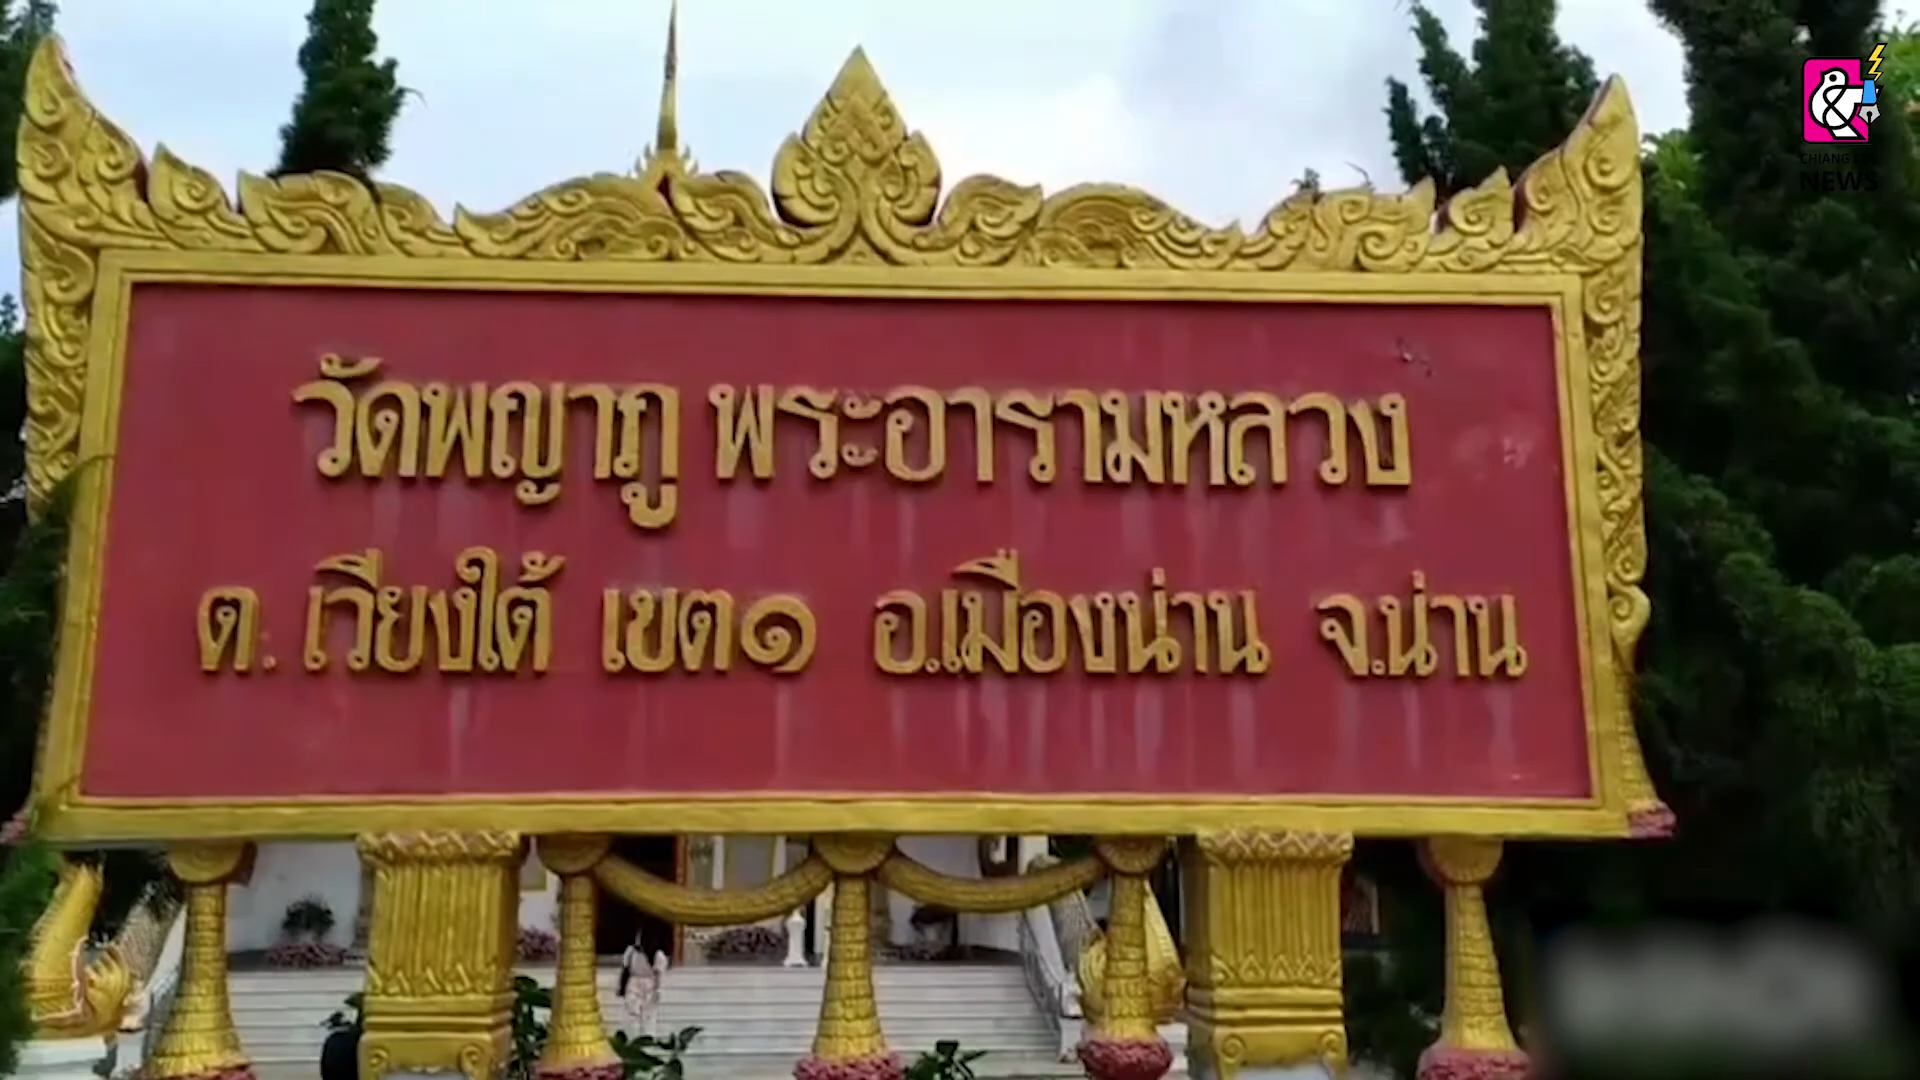 วัดพญาภู พระอารามหลวง
ต. เวียงใต้ เขต๑ อ.เมืองน่าน จ.น่าน
NEWS